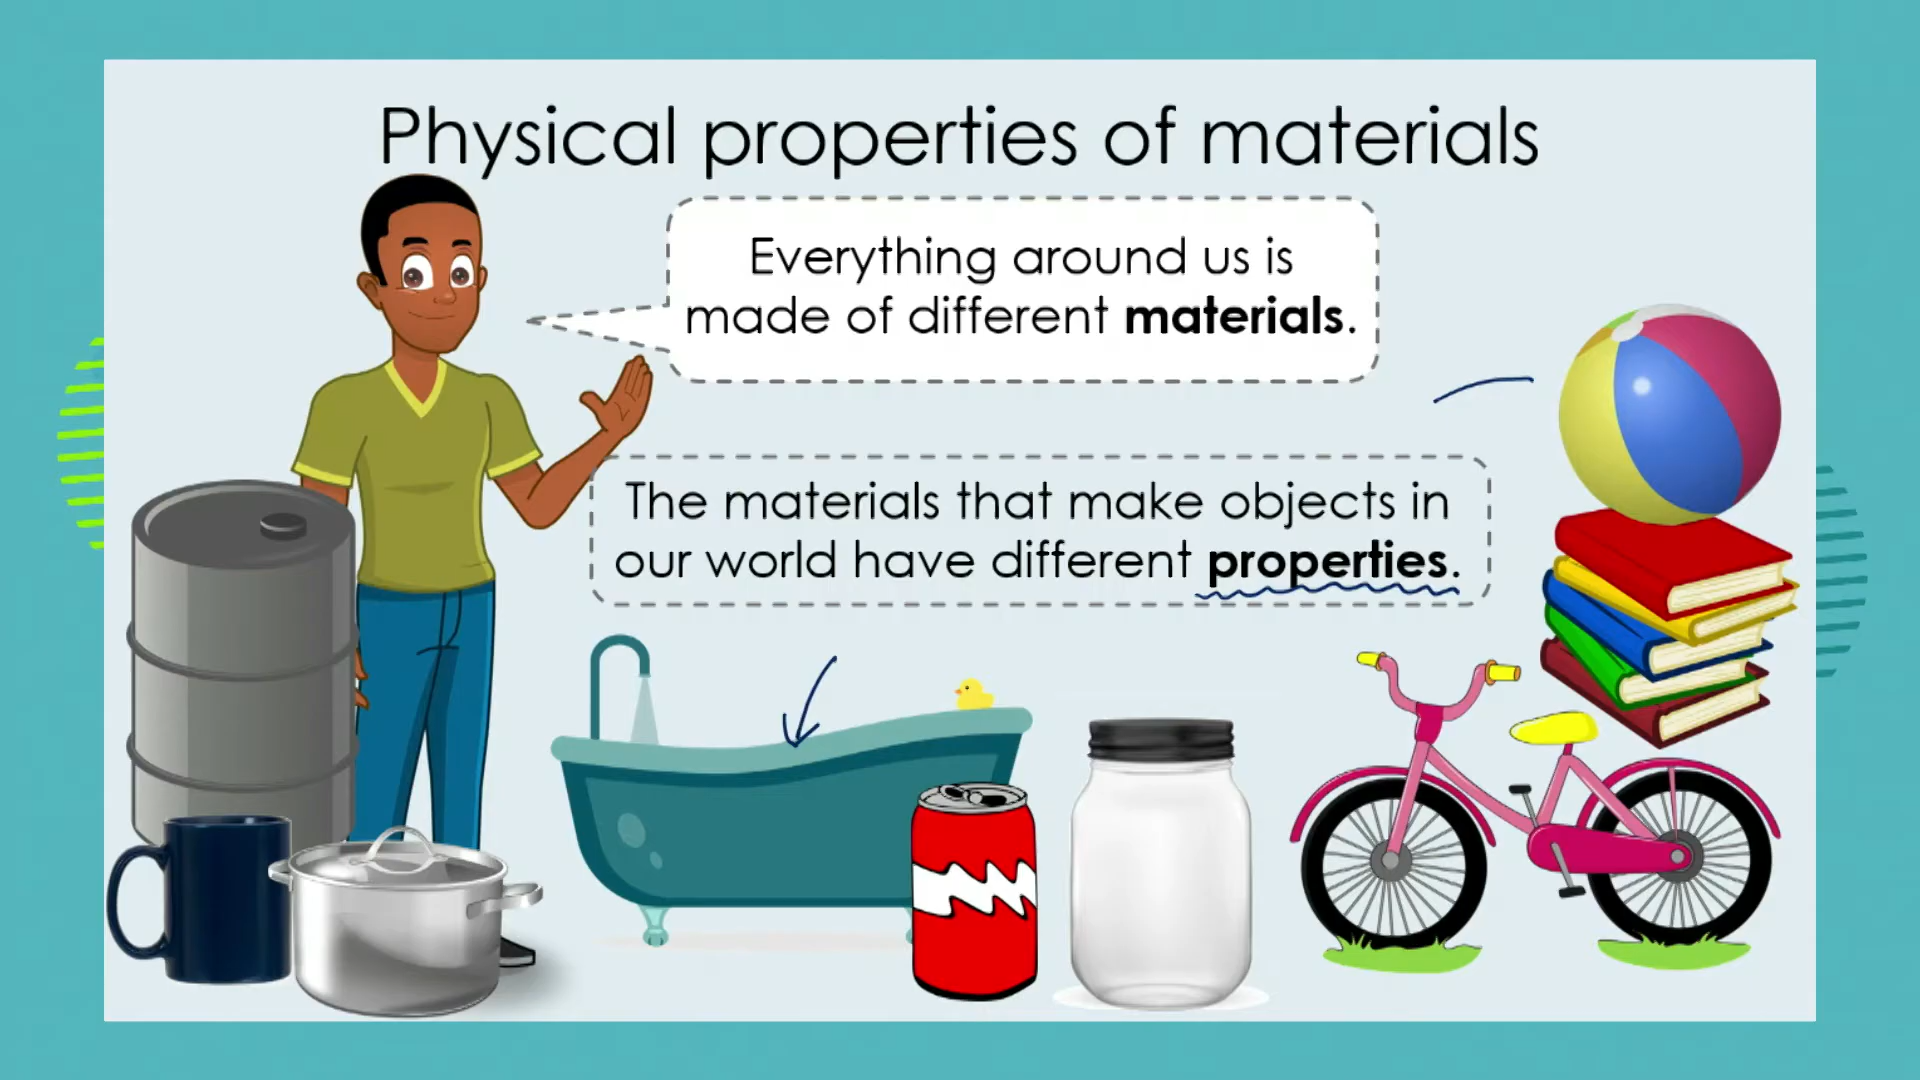 Physical properties of materials
Everything around us is
made of different materials.
The materials that make objects in
our world have different properties.